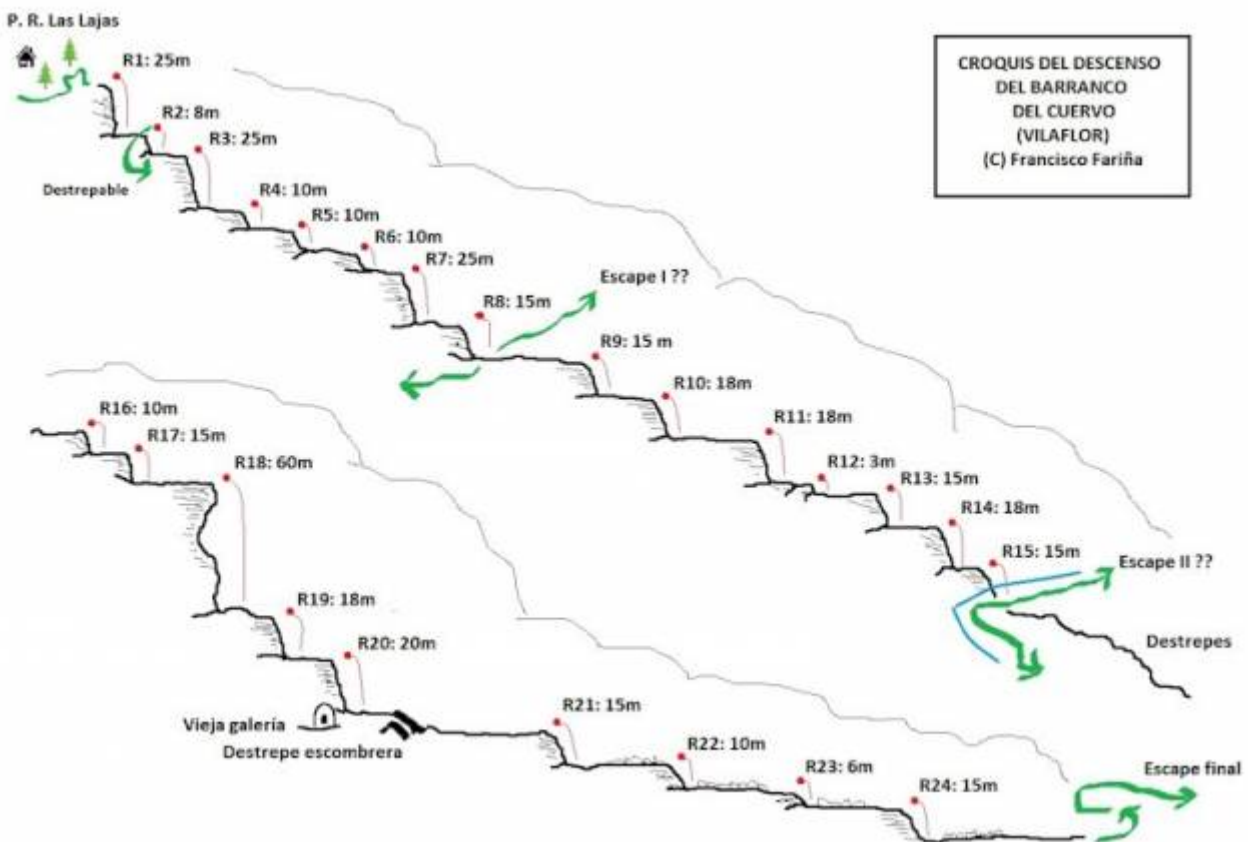 P. R. Las Lajas
CROQUIS DEL DESCENSO
DEL BARRANCO
DEL CUERVO
(VILAFLOR)
(C) Francisco Fariña
R1: 25m
R2: 8m
R3: 25m
Destrepable
R4: 10m
R5: 10m
R6: 10m
R7: 25m
Escape I ??
R8: 15m
R9: 15 m
R10: 18m
R11: 18m
R12: 3m
R13: 15m
R14: 18m
R15: 15m
Escape II ??
Destrepes
R16: 10m
R17: 15m
R18: 60m
R19: 18m
R20: 20m
Vieja galería
Destrepe escombrera
R21: 15m
R22: 10m
R23: 6m
R24: 15m
Escape final